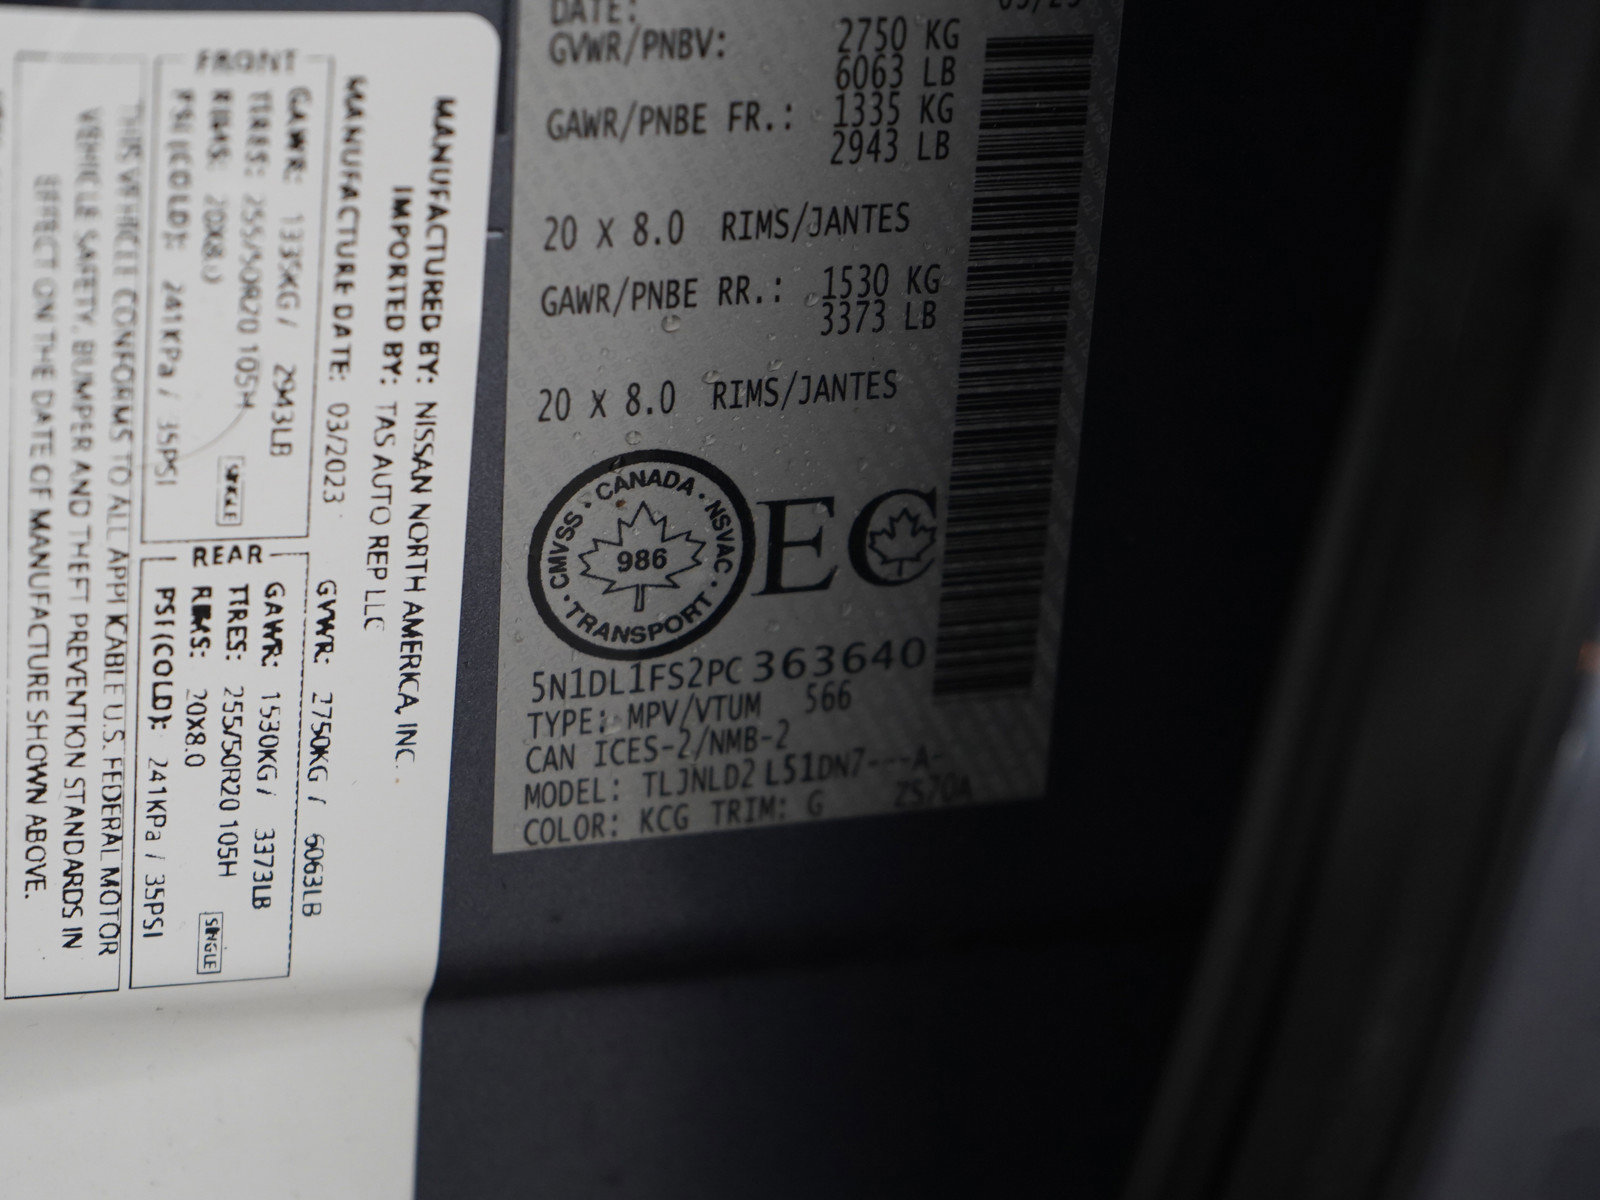 MANUFACTURED BY: NISSAN NORTH AMERICA, INC.
IMPORTED BY: TAS AUTO REP LLC
MANUFACTURE DATE: 03/2023
GVWR: 2750KG / 6063LB
FRONT
GAWR: 1335KG / 2943LB
TIRES: 255/50R20 105H
RIMS: 20X8.0
SINGLE
PSI (COLD): 241KPa / 35PSI
REAR
GAWR: 1530KG / 3373LB
TIRES: 255/50R20 105H
RIMS: 20X8.0
SINGLE
PSI (COLD): 241KPa / 35PSI
THIS VEHICLE CONFORMS TO ALL APPLICABLE U.S. FEDERAL MOTOR
VEHICLE SAFETY, BUMPER AND THEFT PREVENTION STANDARDS IN
EFFECT ON THE DATE OF MANUFACTURE SHOWN ABOVE.
DATE:
GVWR/PNBV: 2750 KG
6063 LB
GAWR/PNBE FR.: 1335 KG
2943 LB
20 X 8.0 RIMS/JANTES
GAWR/PNBE RR.: 1530 KG
3373 LB
20 X 8.0 RIMS/JANTES
CANADA · NSVAC · TRANSPORT · CMVSS ·
986
EC
5N1DL1FS2PC363640
TYPE: MPV/VTUM 566
CAN ICES-2/NMB-2
MODEL: TLJNLD2 L51DN7---A-
COLOR: KCG TRIM: G ZS70A